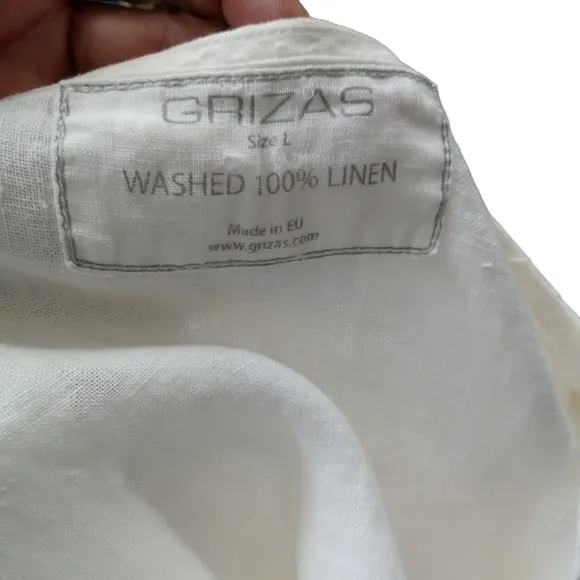 GRIZAS
Size L
WASHED 100% LINEN
Made in EU
www.grizas.com